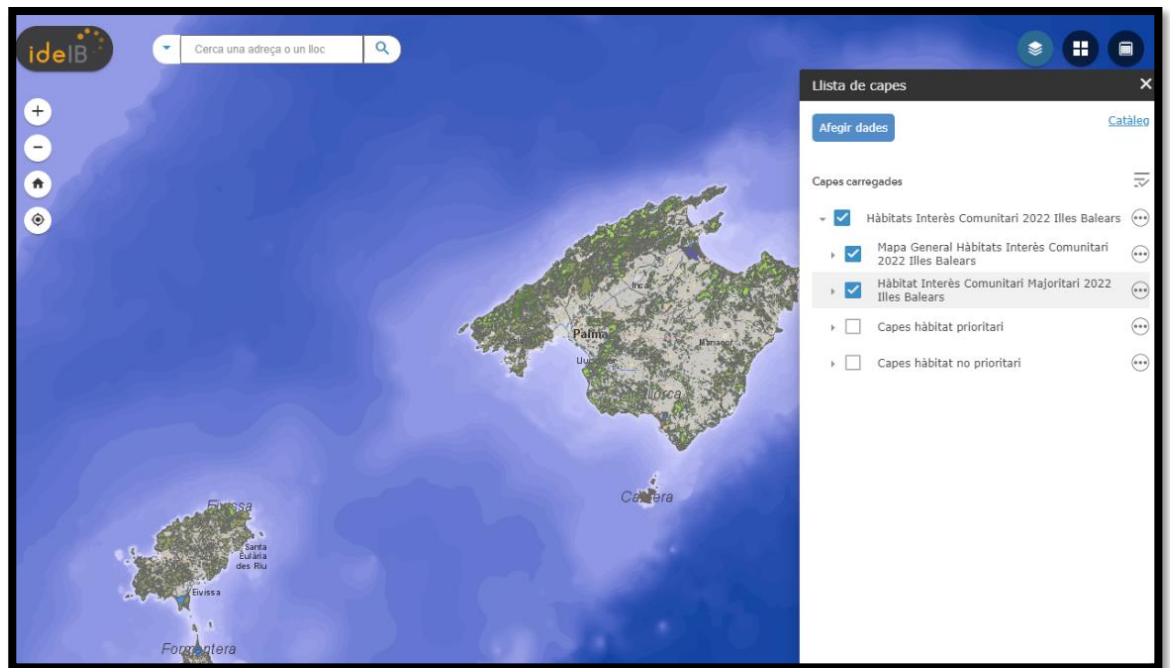 ideIB
Cerca una adreça o un lloc
Llista de capes
Afegir dades
Catàleg
Capes carregades
Hàbitats Interès Comunitari 2022 Illes Balears
Mapa General Hàbitats Interès Comunitari
2022 Illes Balears
Hàbitat Interès Comunitari Majoritari 2022
Illes Balears
Capes hàbitat prioritari
Capes hàbitat no prioritari
Inca
Palma
Manacor
Eivissa
Santa
Eulària
des Riu
Eivissa
Formentera